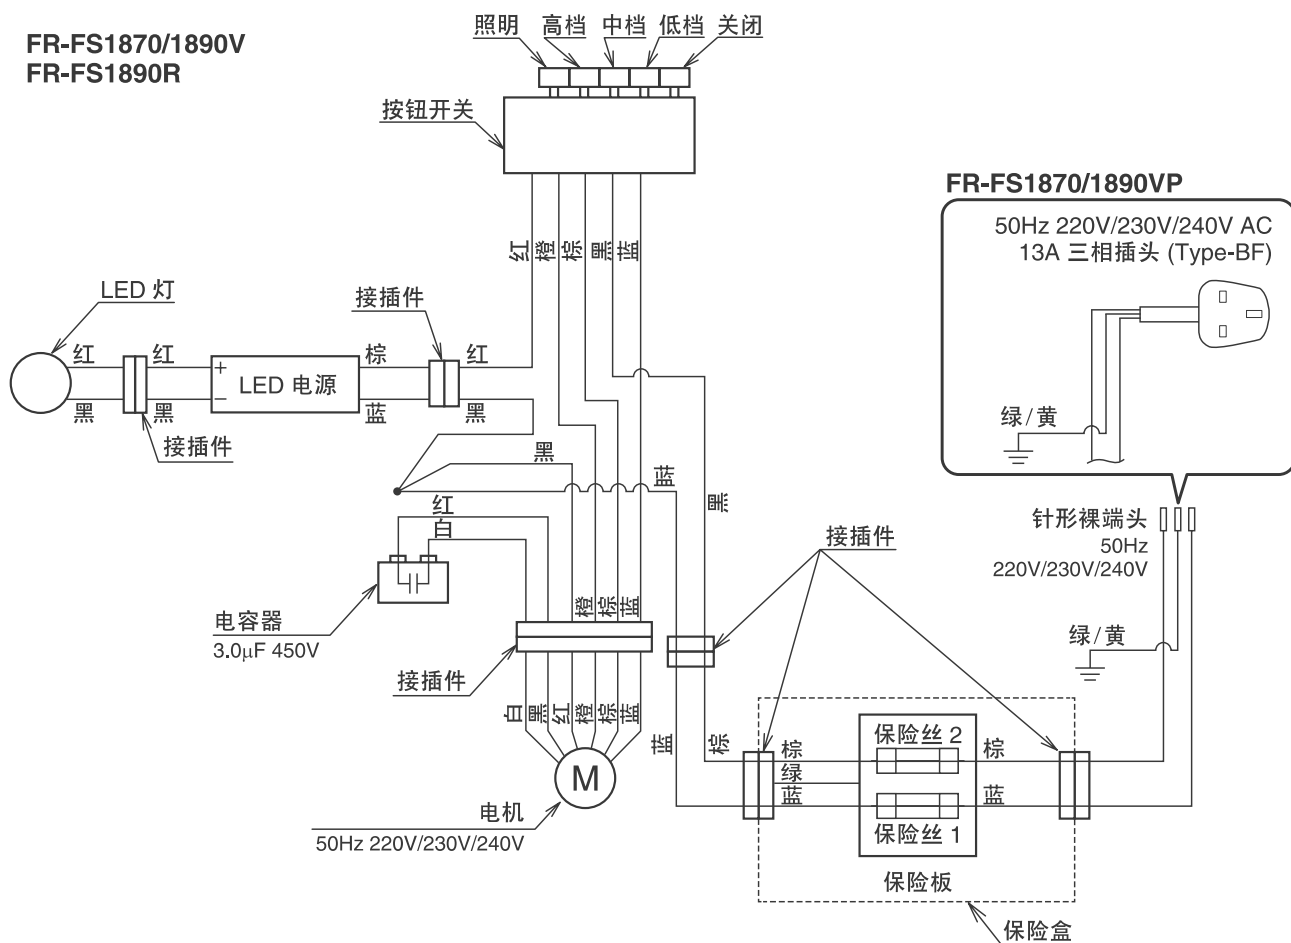 FR-FS1870/1890V
FR-FS1890R
照明 高档 中档 低档 关闭
按钮开关
FR-FS1870/1890VP
50Hz 220V/230V/240V AC
13A 三相插头 (Type-BF)
绿/黄
红 橙 棕 黑 蓝
LED 灯
接插件
红 红 棕 红
+
LED 电源
−
黑 黑 蓝 黑
接插件
黑
蓝
黑
红
白
针形裸端头
50Hz
220V/230V/240V
接插件
电容器
3.0μF 450V
橙 棕 蓝
绿/黄
接插件
白 黑 红 橙 棕 蓝
蓝 棕
M
电机
50Hz 220V/230V/240V
保险丝 2
棕 棕
绿
蓝 蓝
保险丝 1
保险板
保险盒